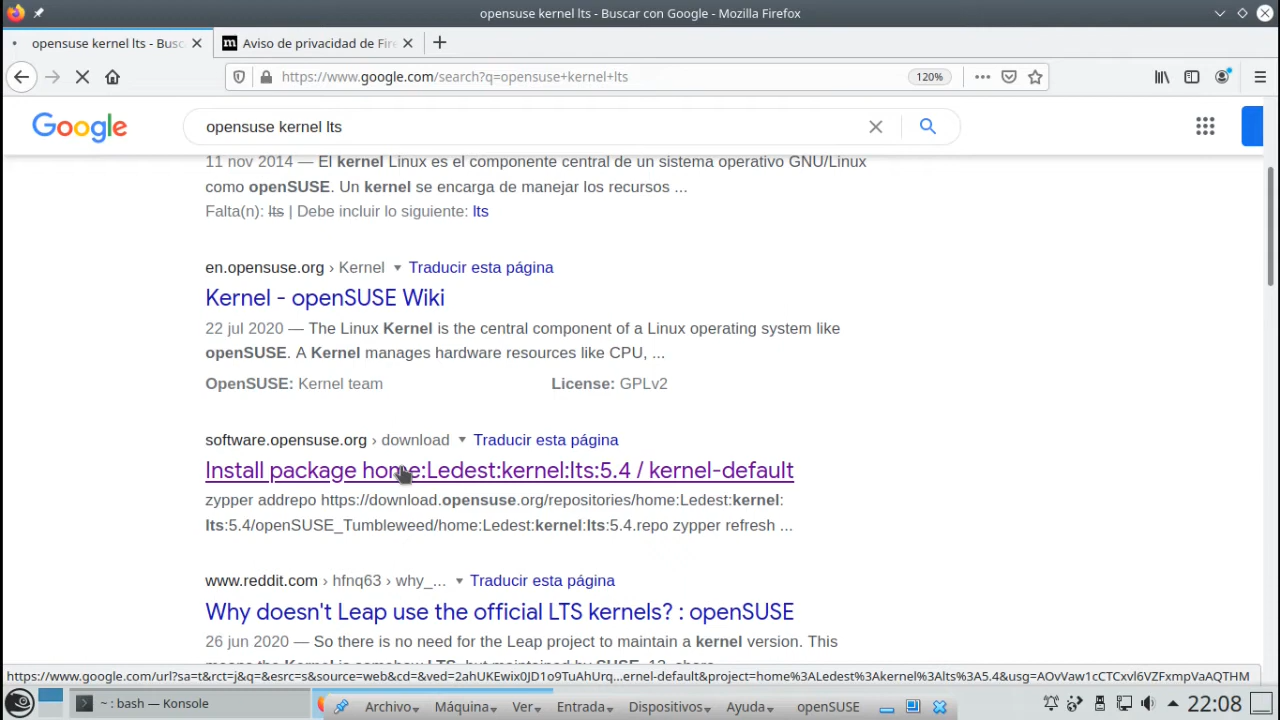 opensuse kernel lts - Buscar con Google - Mozilla Firefox
opensuse kernel lts - Busc
Aviso de privacidad de Fire
https://www.google.com/search?q=opensuse+kernel+lts
120%
Google
opensuse kernel lts
11 nov 2014 — El kernel Linux es el componente central de un sistema operativo GNU/Linux
como openSUSE. Un kernel se encarga de manejar los recursos ...
Falta(n): lts | Debe incluir lo siguiente: lts
en.opensuse.org › Kernel ▼ Traducir esta página
Kernel - openSUSE Wiki
22 jul 2020 — The Linux Kernel is the central component of a Linux operating system like
openSUSE. A Kernel manages hardware resources like CPU, ...
OpenSUSE: Kernel team
License: GPLv2
software.opensuse.org › download ▼ Traducir esta página
Install package home:Ledest:kernel:lts:5.4 / kernel-default
zypper addrepo https://download.opensuse.org/repositories/home:Ledest:kernel:
lts:5.4/openSUSE_Tumbleweed/home:Ledest:kernel:lts:5.4.repo zypper refresh ...
www.reddit.com › hfnq63 › why_... ▼ Traducir esta página
Why doesn't Leap use the official LTS kernels? : openSUSE
26 jun 2020 — So there is no need for the Leap project to maintain a kernel version. This
means the Kernel is somehow LTS, but maintained by SUSE. 13
https://www.google.com/url?sa=t&rct=j&q=&esrc=s&source=web&cd=&ved=2ahUKEwix0JD1o9TuAhUrq...ernel-default&project=home%3ALedest%3Akernel%3Alts%3A5.4&usg=AOvVaw1cCTCxvl6VZFxmpVaAQTHM
~ : bash — Konsole
Archivo Máquina Ver Entrada Dispositivos Ayuda openSUSE
22:08